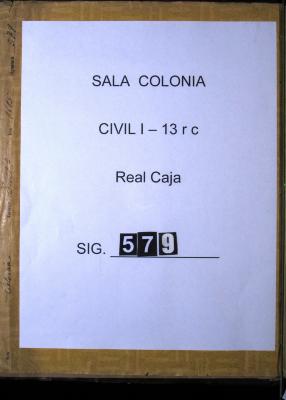 SALA COLONIA
CIVIL I – 13 r c
Real Caja
SIG. 579